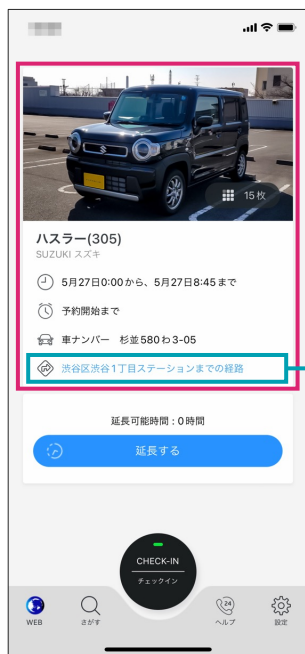 15枚
ハスラー(305)
SUZUKI スズキ
5月27日0:00から、5月27日8:45まで
予約開始まで
車ナンバー 杉並580わ3-05
渋谷区渋谷1丁目ステーションまでの経路
延長可能時間：0時間
延長する
CHECK-IN
チェックイン
24
WEB
さがす
ヘルプ
設定